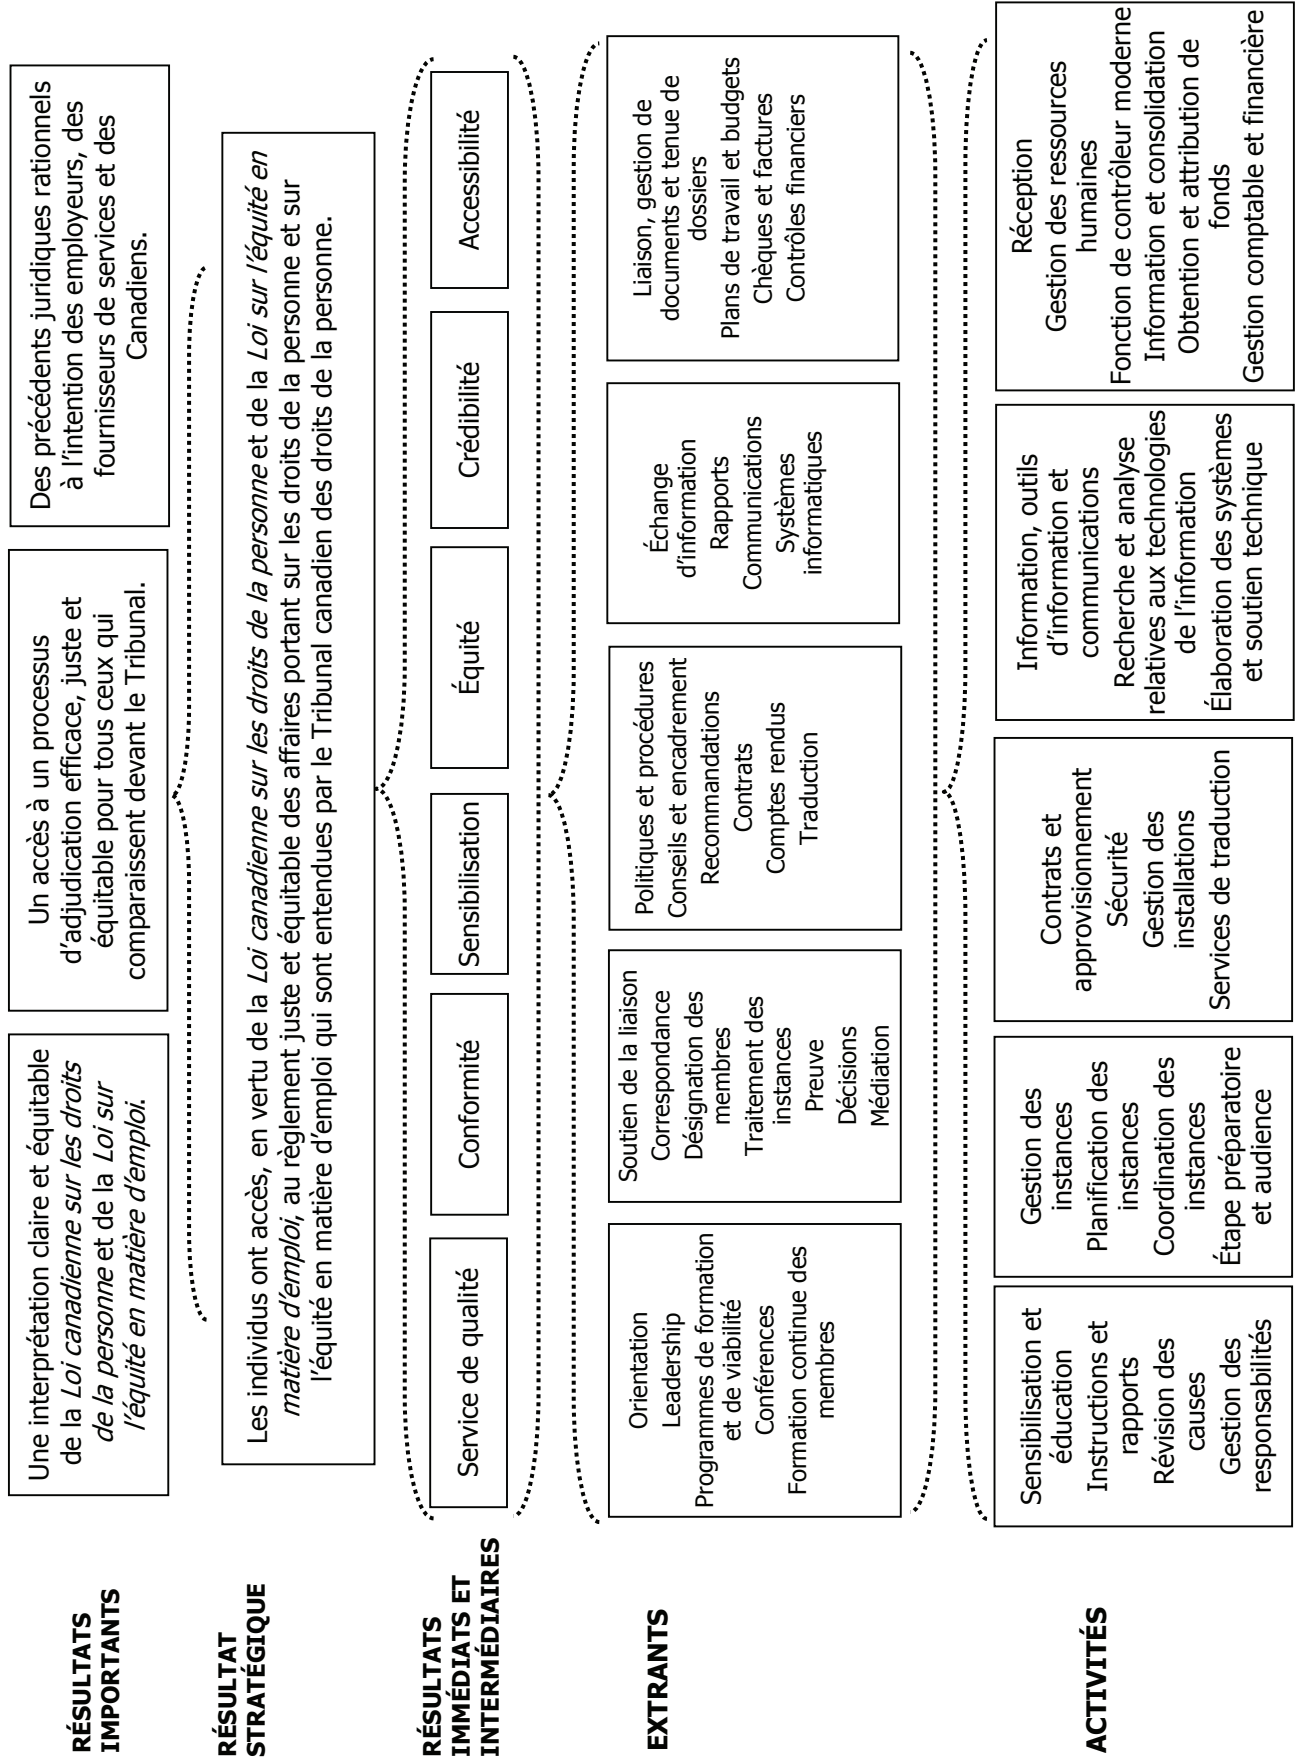 RÉSULTATS
IMPORTANTS
Une interprétation claire et équitable
de la Loi canadienne sur les droits
de la personne et de la Loi sur
l'équité en matière d'emploi.
Un accès à un processus
d'adjudication efficace, juste et
équitable pour tous ceux qui
comparaissent devant le Tribunal.
Des précédents juridiques rationnels
à l'intention des employeurs, des
fournisseurs de services et des
Canadiens.
RÉSULTAT
STRATÉGIQUE
Les individus ont accès, en vertu de la Loi canadienne sur les droits de la personne et de la Loi sur l'équité en
matière d'emploi, au règlement juste et équitable des affaires portant sur les droits de la personne et sur
l'équité en matière d'emploi qui sont entendues par le Tribunal canadien des droits de la personne.
RÉSULTATS
IMMÉDIATS ET
INTERMÉDIAIRES
Service de qualité
Conformité
Sensibilisation
Équité
Crédibilité
Accessibilité
EXTRANTS
Orientation
Leadership
Programmes de formation
et de viabilité
Conférences
Formation continue des
membres
Soutien de la liaison
Correspondance
Désignation des
membres
Traitement des
instances
Preuve
Décisions
Médiation
Politiques et procédures
Conseils et encadrement
Recommandations
Contrats
Comptes rendus
Traduction
Échange
d'information
Rapports
Communications
Systèmes
informatiques
Liaison, gestion de
documents et tenue de
dossiers
Plans de travail et budgets
Chèques et factures
Contrôles financiers
ACTIVITÉS
Sensibilisation et
éducation
Instructions et
rapports
Révision des
causes
Gestion des
responsabilités
Gestion des
instances
Planification des
instances
Coordination des
instances
Étape préparatoire
et audience
Contrats et
approvisionnement
Sécurité
Gestion des
installations
Services de traduction
Information, outils
d'information et
communications
Recherche et analyse
relatives aux technologies
de l'information
Élaboration des systèmes
et soutien technique
Réception
Gestion des ressources
humaines
Fonction de contrôleur moderne
Information et consolidation
Obtention et attribution de
fonds
Gestion comptable et financière